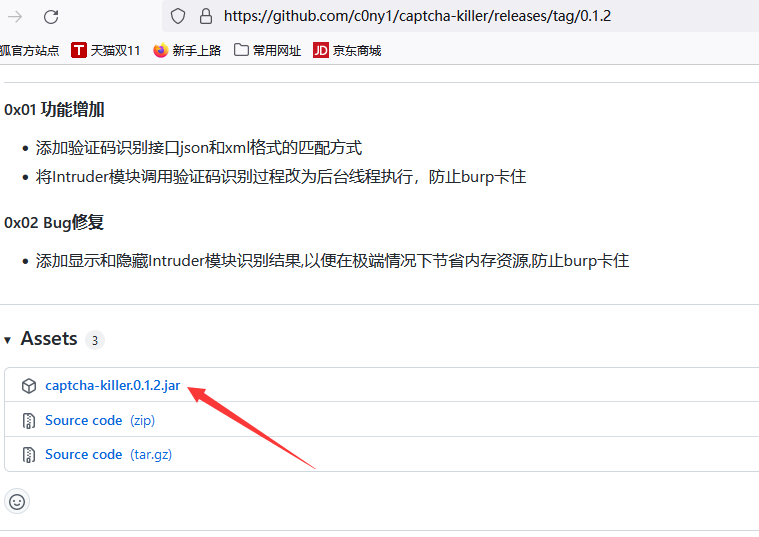 https://github.com/c0ny1/captcha-killer/releases/tag/0.1.2
狐官方站点 T 天猫双11 新手上路 常用网址 JD 京东商城
0x01 功能增加
添加验证码识别接口json和xml格式的匹配方式
将Intruder模块调用验证码识别过程改为后台线程执行，防止burp卡住
0x02 Bug修复
添加显示和隐藏Intruder模块识别结果,以便在极端情况下节省内存资源,防止burp卡住
Assets 3
captcha-killer.0.1.2.jar
Source code (zip)
Source code (tar.gz)